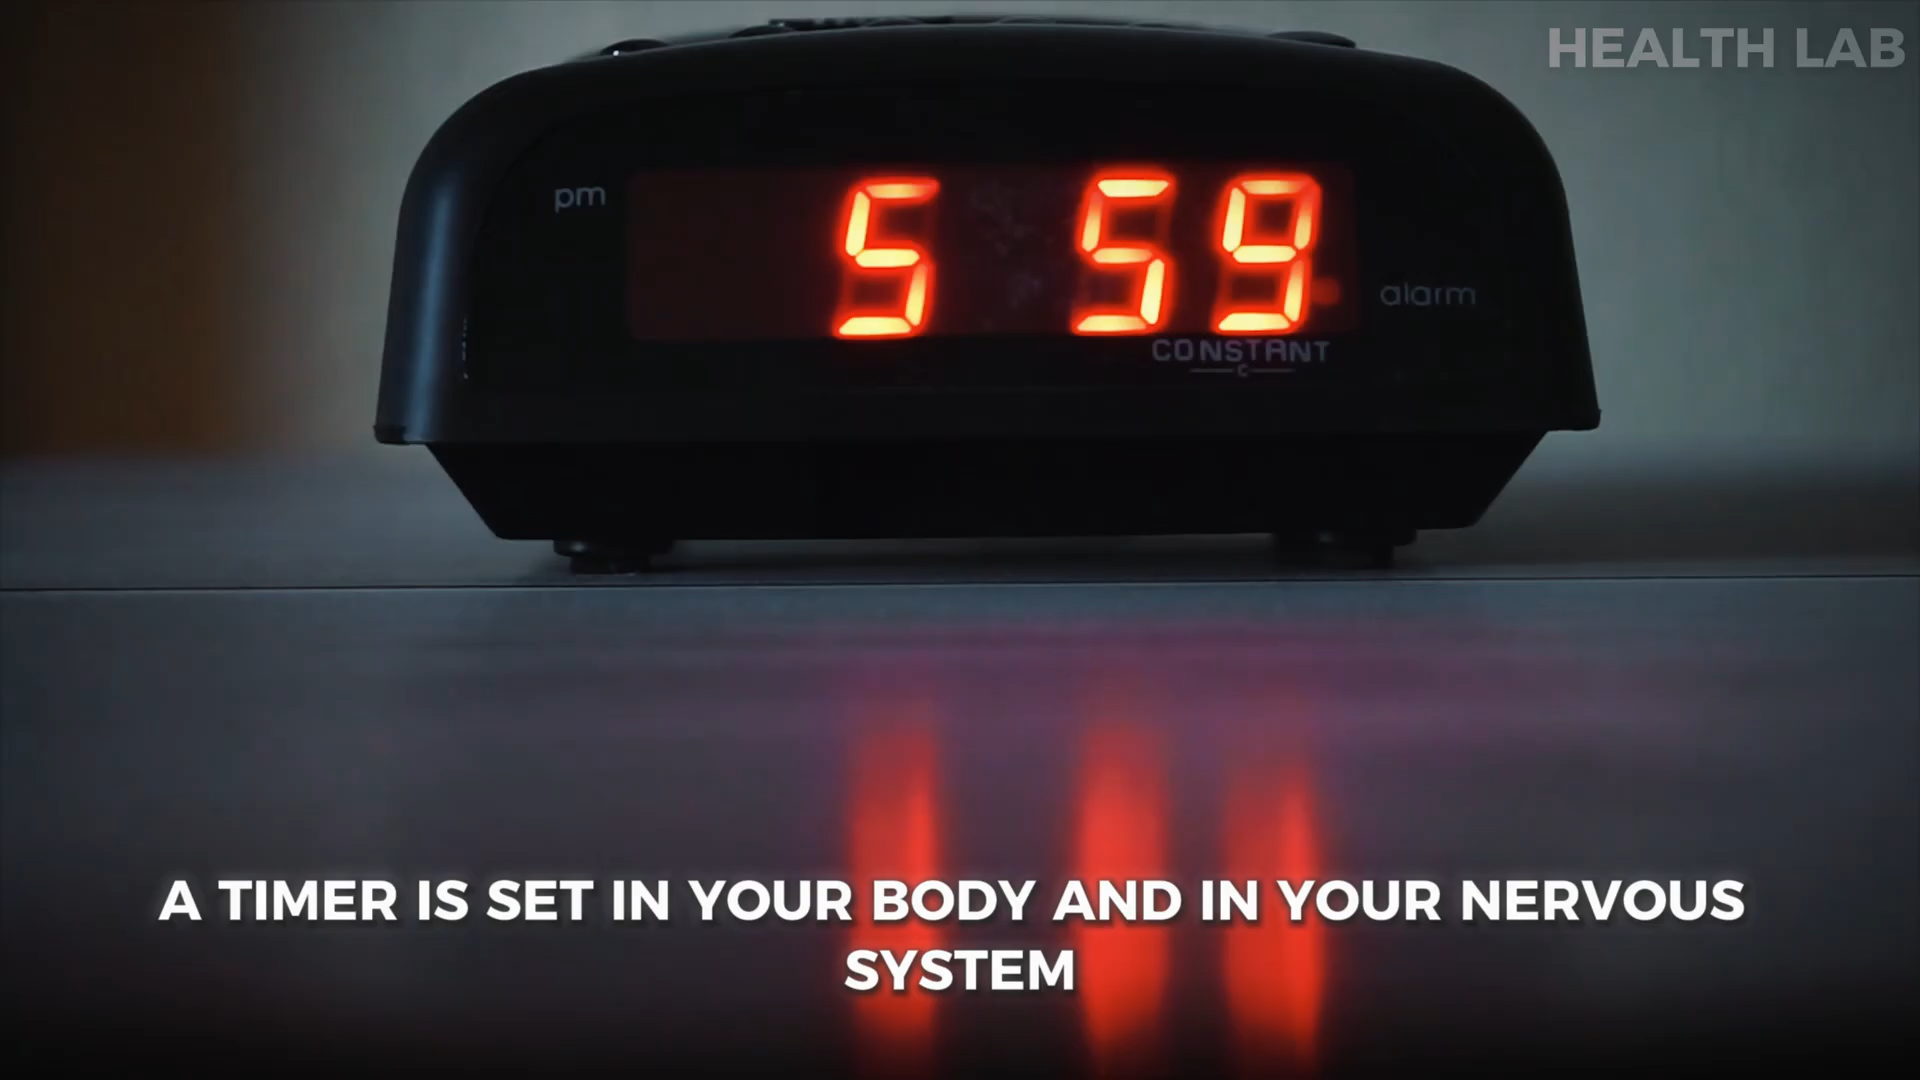 HEALTH LAB
pm
5 59
alarm
CONSTANT
C
A TIMER IS SET IN YOUR BODY AND IN YOUR NERVOUS
SYSTEM